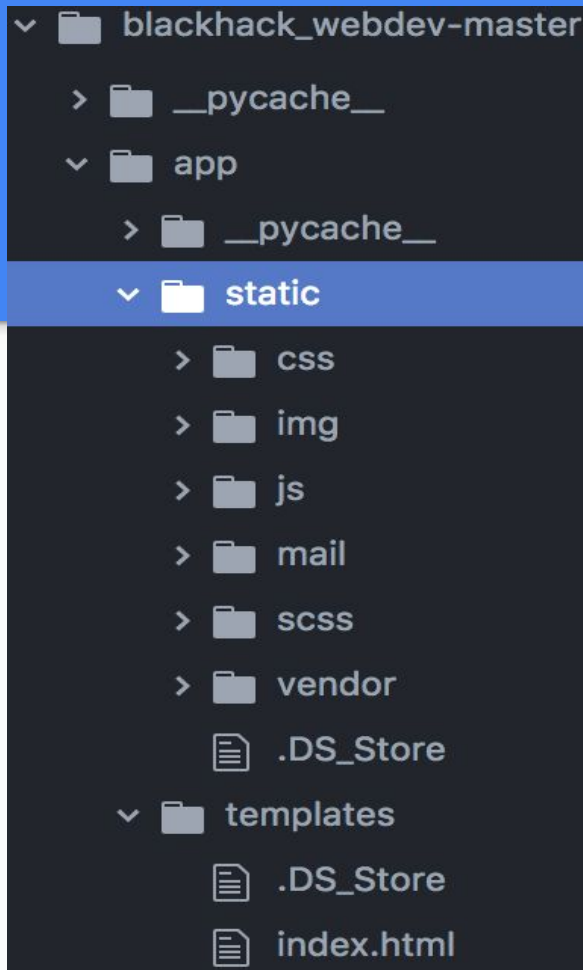 blackhack_webdev-master
__pycache__
app
__pycache__
static
css
img
js
mail
scss
vendor
.DS_Store
templates
.DS_Store
index.html